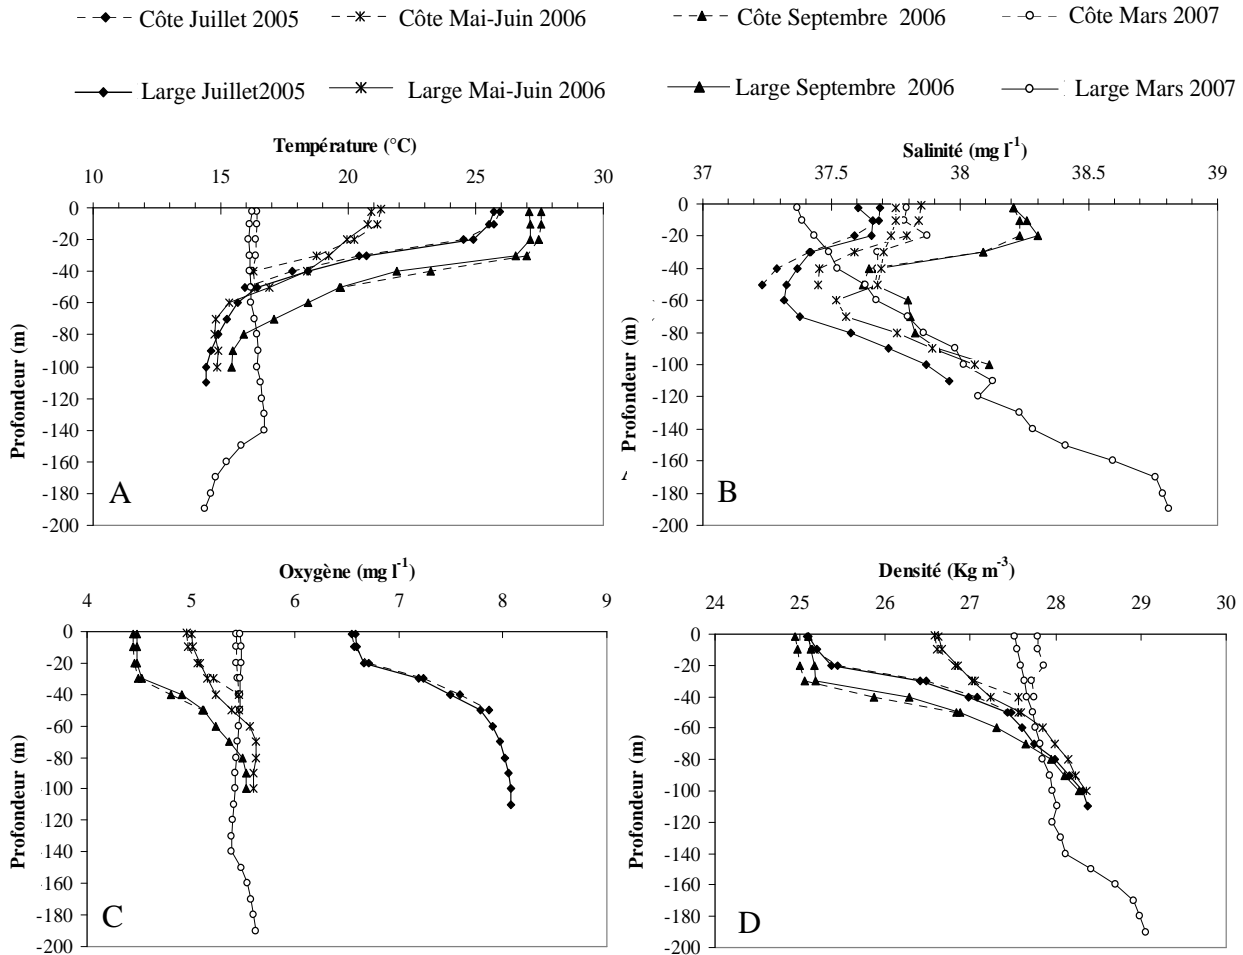 Côte Juillet 2005 Côte Mai-Juin 2006 Côte Septembre 2006 Côte Mars 2007
Large Juillet2005 Large Mai-Juin 2006 Large Septembre 2006 Large Mars 2007
Température (°C)
10 15 20 25 30
0
-20
-40
-60
-80
-100
-120
-140
-160
-180
-200
Profondeur (m)
A
Salinité (mg l-1)
37 37.5 38 38.5 39
0
-20
-40
-60
-80
-100
-120
-140
-160
-180
-200
Profondeur (m)
B
Oxygène (mg l-1)
4 5 6 7 8 9
0
-20
-40
-60
-80
-100
-120
-140
-160
-180
-200
Profondeur (m)
C
Densité (Kg m-3)
24 25 26 27 28 29 30
0
-20
-40
-60
-80
-100
-120
-140
-160
-180
-200
Profondeur (m)
D